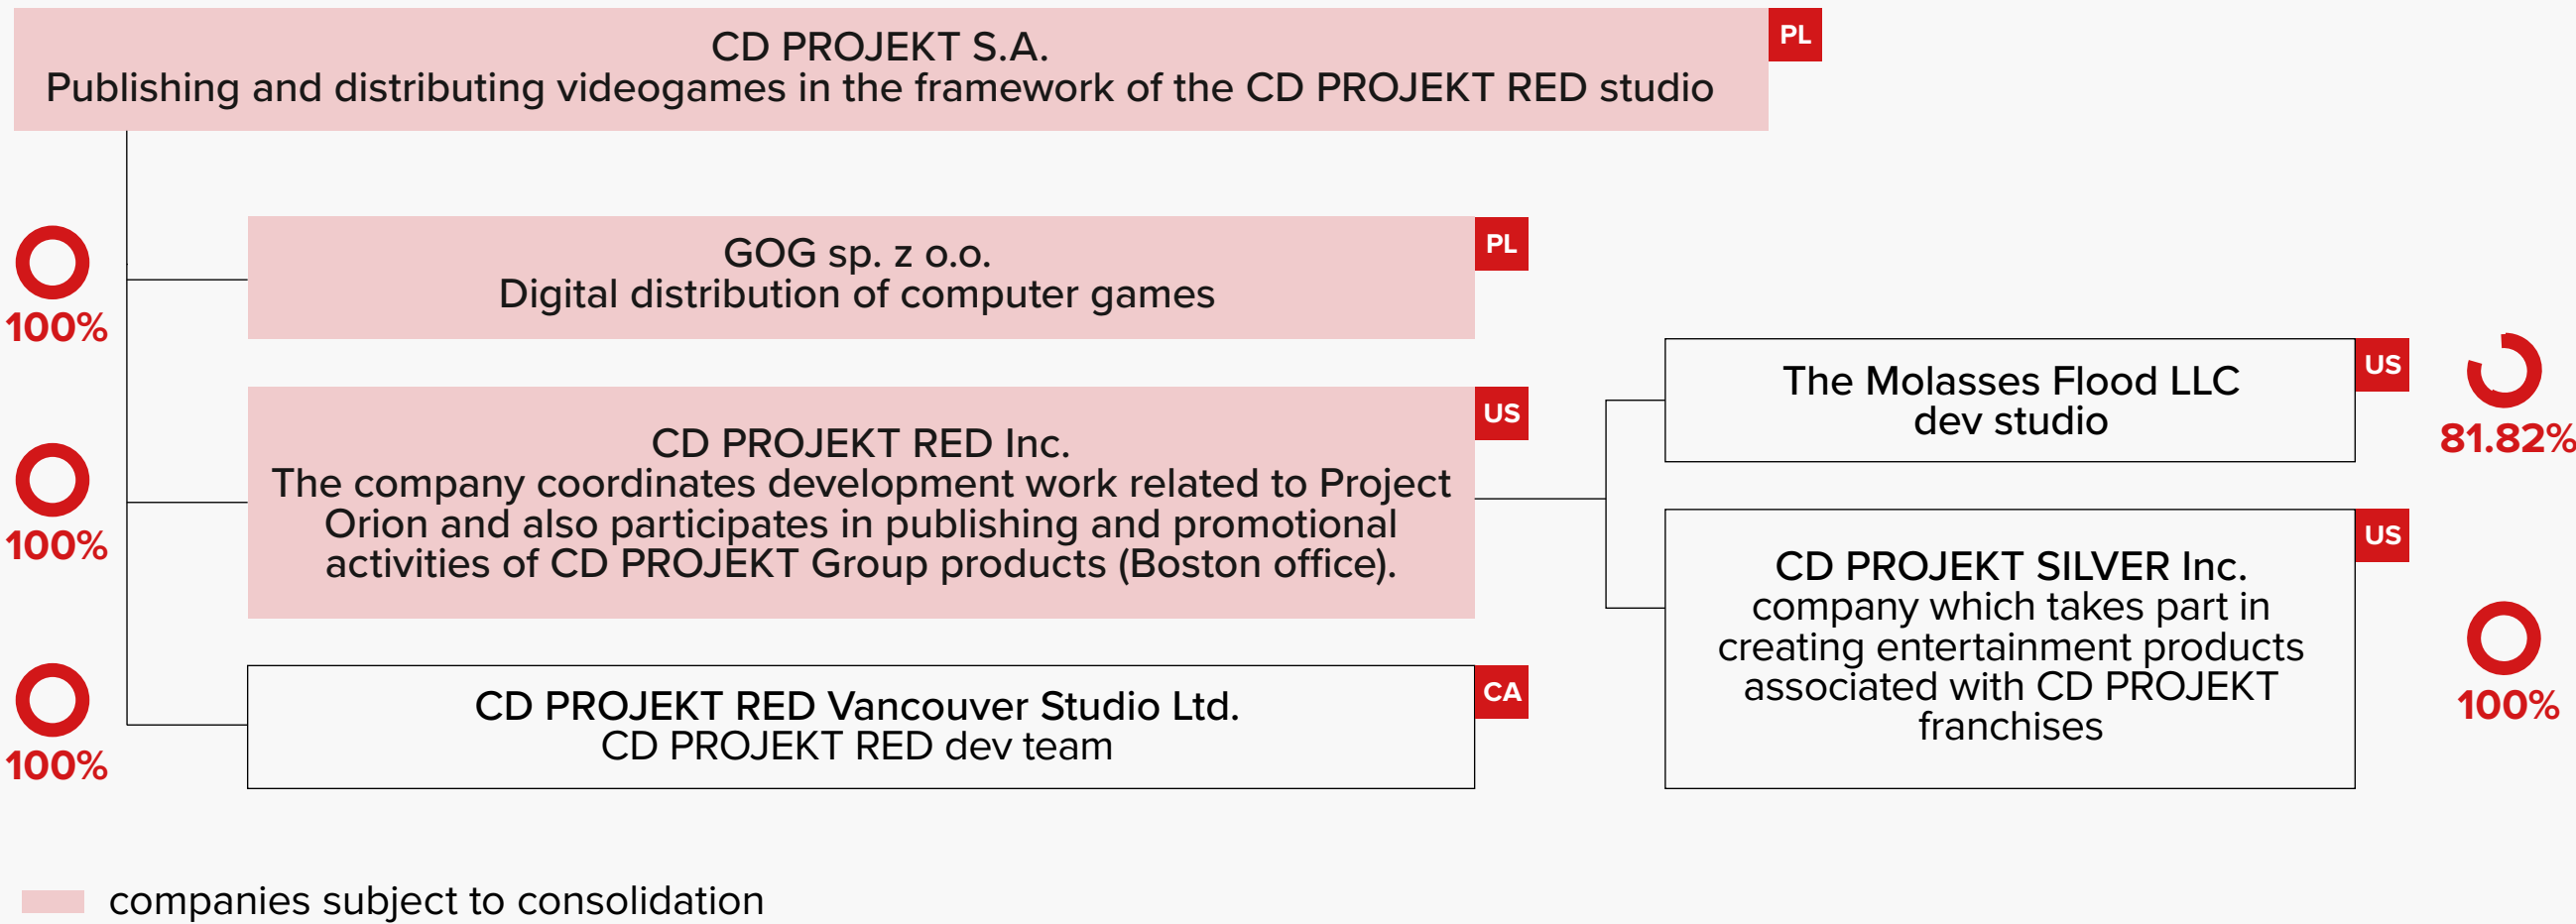 CD PROJEKT S.A.
Publishing and distributing videogames in the framework of the CD PROJEKT RED studio
PL
GOG sp. z o.o.
Digital distribution of computer games
PL
100%
CD PROJEKT RED Inc.
The company coordinates development work related to Project
Orion and also participates in publishing and promotional
activities of CD PROJEKT Group products (Boston office).
US
100%
The Molasses Flood LLC
dev studio
US
81.82%
CD PROJEKT SILVER Inc.
company which takes part in
creating entertainment products
associated with CD PROJEKT
franchises
US
100%
CD PROJEKT RED Vancouver Studio Ltd.
CD PROJEKT RED dev team
CA
100%
companies subject to consolidation